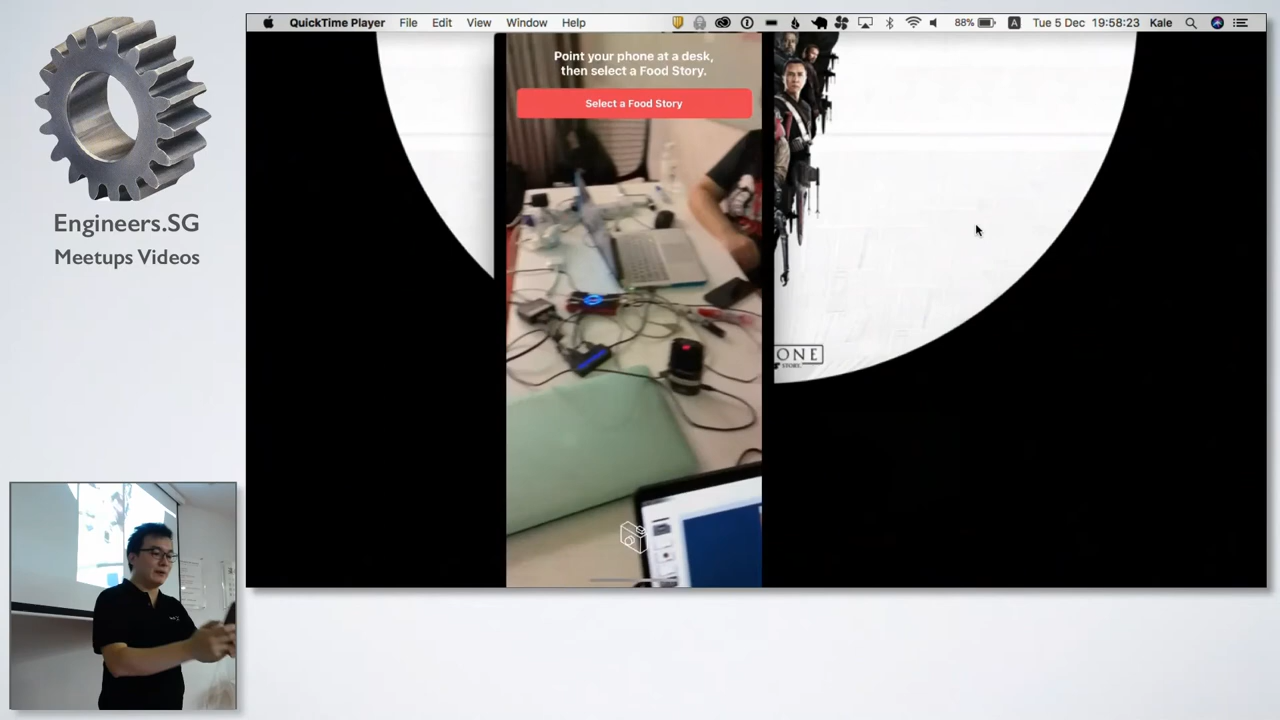 QuickTime Player File Edit View Window Help 88% A Tue 5 Dec 19:58:23 Kale
Point your phone at a desk,
then select a Food Story.
Select a Food Story
ONE
STORY.
Engineers.SG
Meetups Videos